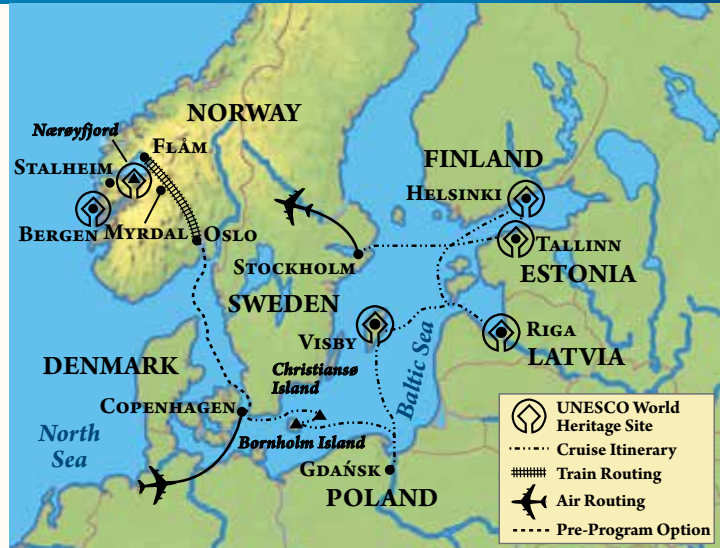 NORWAY
Nærøyfjord
FLÅM
STALHEIM
FINLAND
HELSINKI
BERGEN
MYRDAL
OSLO
TALLINN
STOCKHOLM
ESTONIA
SWEDEN
VISBY
RIGA
LATVIA
DENMARK
Christiansø
Island
Baltic Sea
COPENHAGEN
North
Sea
Bornholm Island
GDAŃSK
POLAND
UNESCO World
Heritage Site
Cruise Itinerary
Train Routing
Air Routing
Pre-Program Option